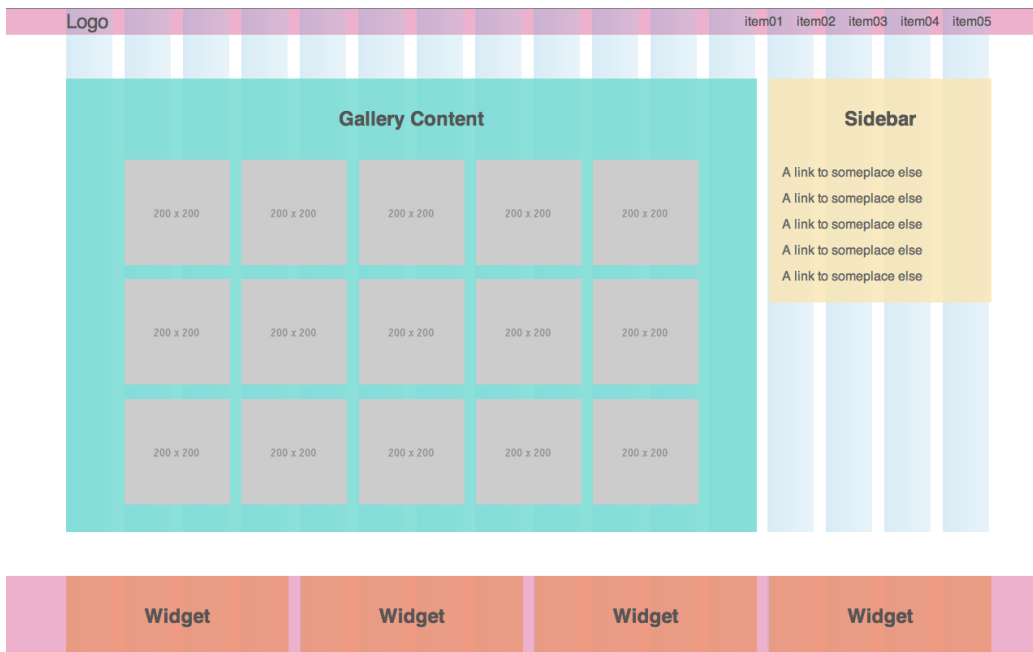 Logo item01 item02 item03 item04 item05
Gallery Content
200 x 200 200 x 200 200 x 200 200 x 200 200 x 200
200 x 200 200 x 200 200 x 200 200 x 200 200 x 200
200 x 200 200 x 200 200 x 200 200 x 200 200 x 200
Sidebar
A link to someplace else
A link to someplace else
A link to someplace else
A link to someplace else
A link to someplace else
Widget Widget Widget Widget